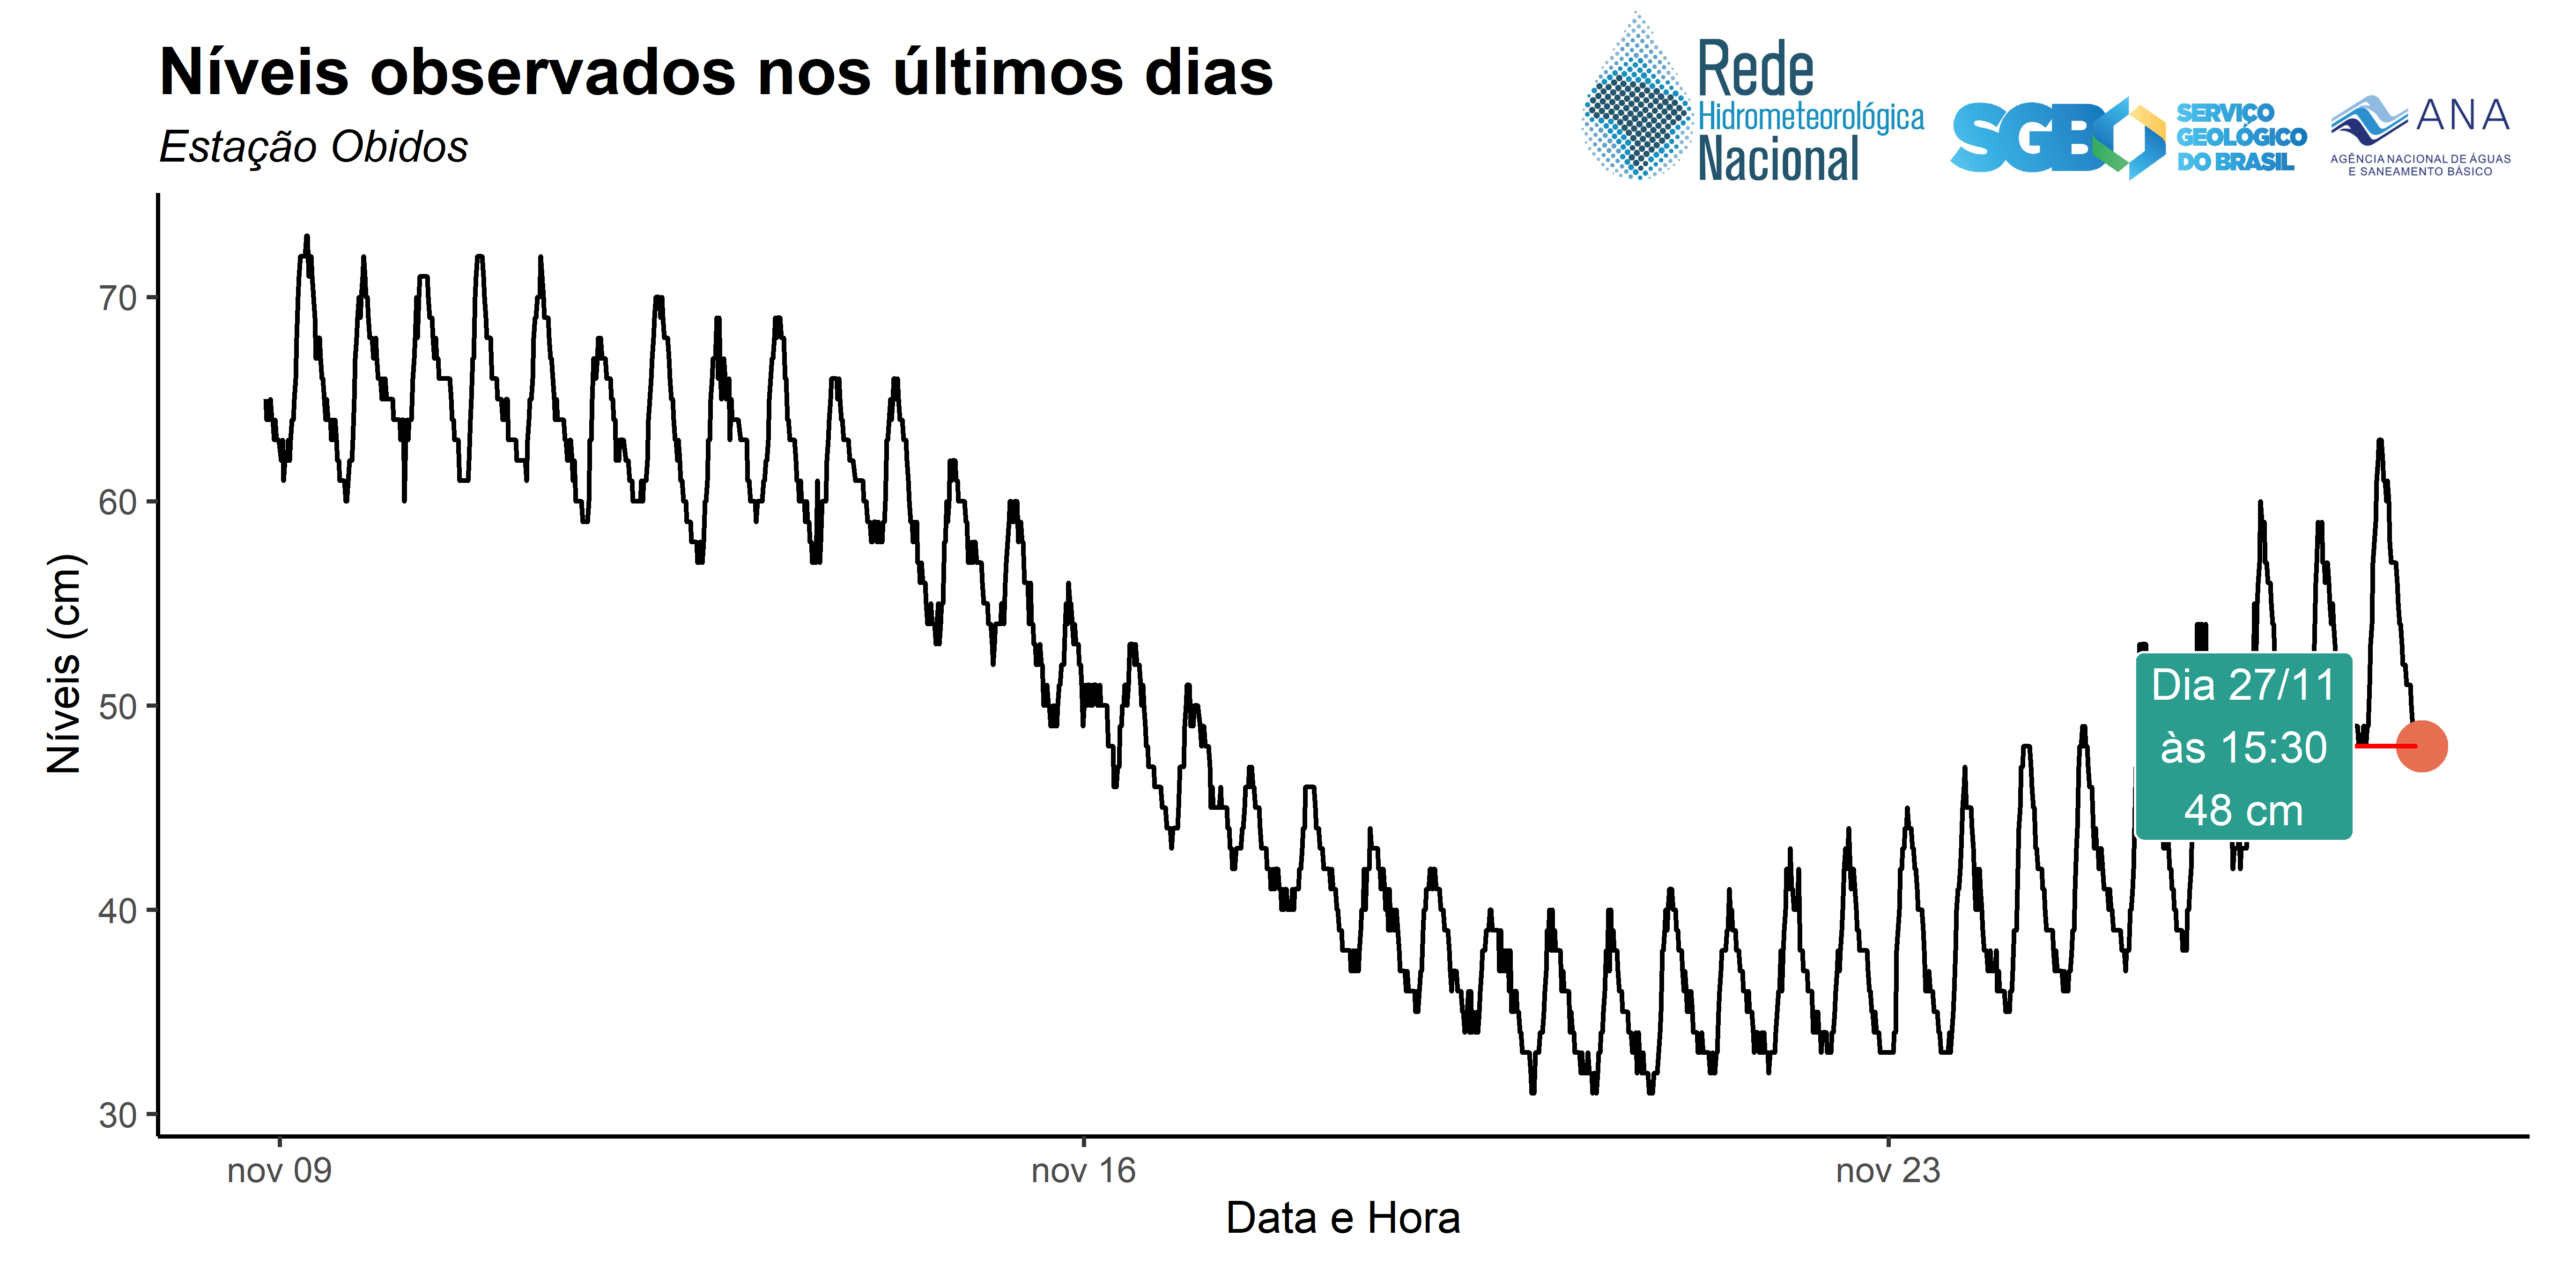 Níveis observados nos últimos dias
Estação Obidos
Rede
Hidrometeorológica
Nacional
SGB
SERVIÇO
GEOLÓGICO
DO BRASIL
ANA
AGÊNCIA NACIONAL DE ÁGUAS
E SANEAMENTO BÁSICO
Níveis (cm)
70
60
50
40
30
Dia 27/11
às 15:30
48 cm
nov 09
nov 16
nov 23
Data e Hora